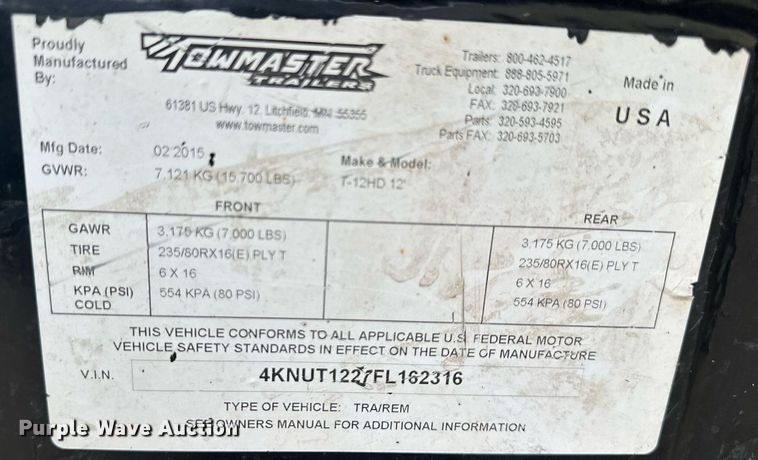 Proudly
Manufactured
By:
TOWMASTER
TRAILERS
61381 US Hwy. 12, Litchfield, MN 55355
www.towmaster.com
Trailers: 800-462-4517
Truck Equipment: 888-805-5971
Local: 320-693-7900
FAX: 320-693-7921
Parts: 320-593-4595
Parts FAX: 320-693-5703
Made in
USA
Mfg Date: 02 2015
GVWR: 7,121 KG (15,700 LBS)
Make & Model:
T-12HD 12'
FRONT
REAR
GAWR 3,175 KG (7,000 LBS) 3,175 KG (7,000 LBS)
TIRE 235/80RX16(E) PLY T 235/80RX16(E) PLY T
RIM 6 X 16 6 X 16
KPA (PSI) 554 KPA (80 PSI) 554 KPA (80 PSI)
COLD
THIS VEHICLE CONFORMS TO ALL APPLICABLE U.S. FEDERAL MOTOR
VEHICLE SAFETY STANDARDS IN EFFECT ON THE DATE OF MANUFACTURE
V.I.N. 4KNUT1227FL162316
TYPE OF VEHICLE: TRA/REM
SEE OWNERS MANUAL FOR ADDITIONAL INFORMATION
Purple Wave Auction